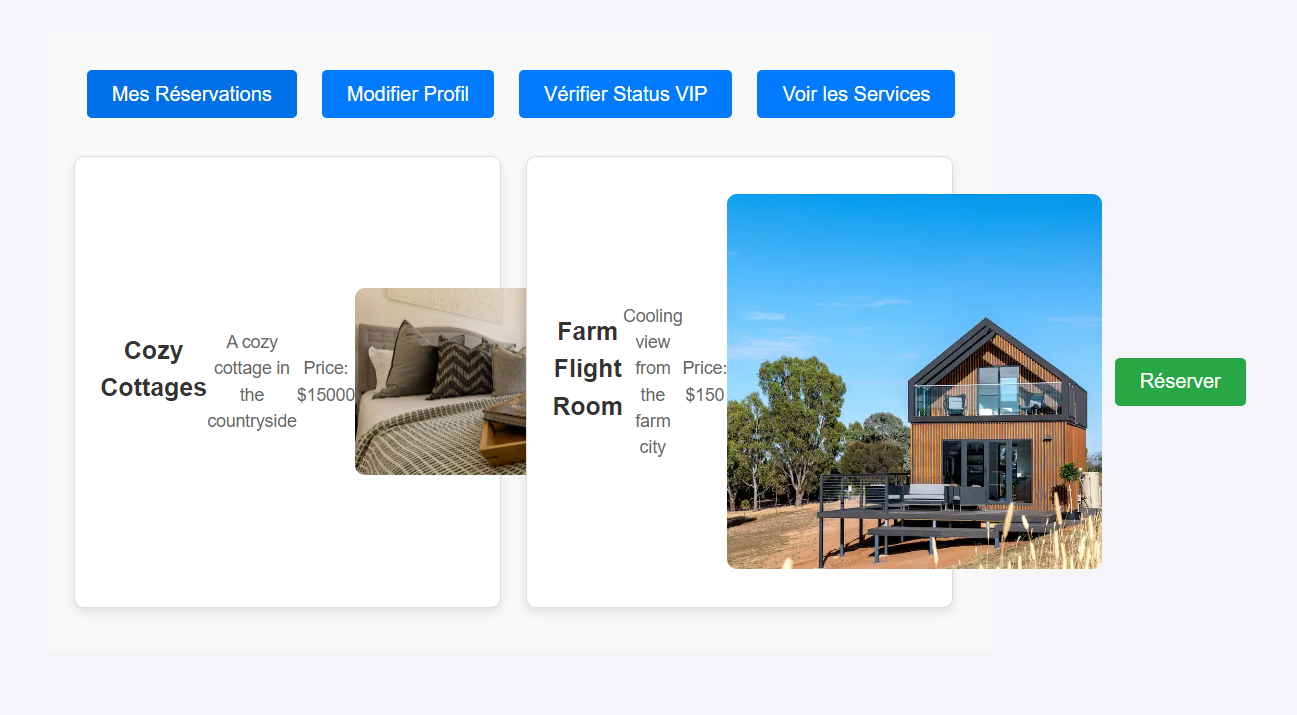 Mes Réservations
Modifier Profil
Vérifier Status VIP
Voir les Services
Cozy
Cottages
A cozy
cottage in
the
countryside
Price:
$15000
Farm
Flight
Room
Cooling
view
from
the
farm
city
Price:
$150
Réserver